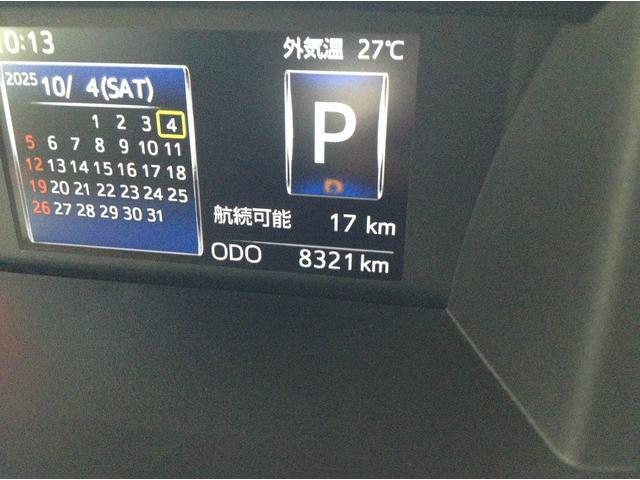 0:13
外気温 27℃
2025 10/ 4(SAT)
1 2 3 4
5 6 7 8 9 10 11
12 13 14 15 16 17 18
19 20 21 22 23 24 25
26 27 28 29 30 31
P
D
航続可能 17 km
ODO 8321 km